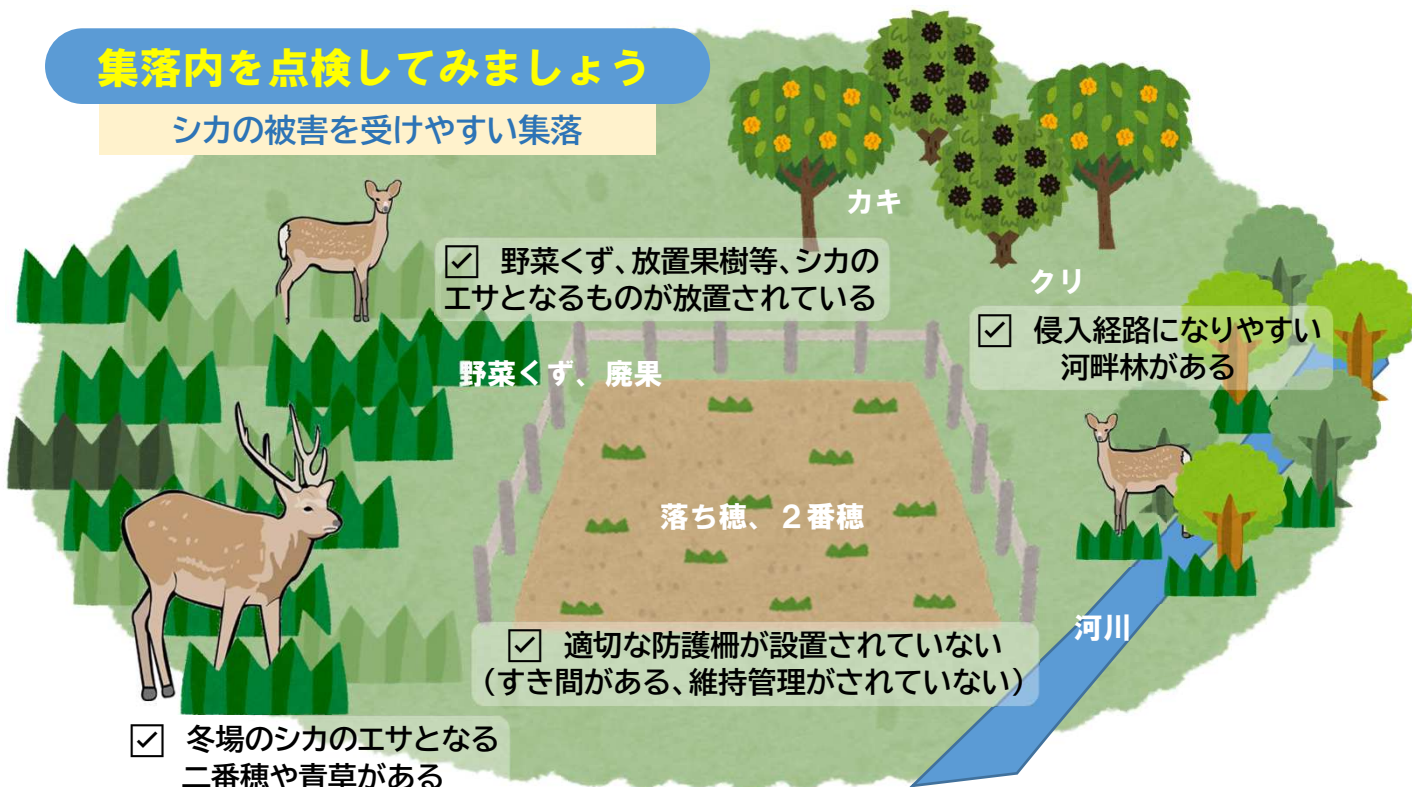 集落内を点検してみましょう
シカの被害を受けやすい集落
カキ
☑ 野菜くず、放置果樹等、シカの
エサとなるものが放置されている
クリ
☑ 侵入経路になりやすい
河畔林がある
野菜くず、廃果
落ち穂、２番穂
河川
☑ 適切な防護柵が設置されていない
（すき間がある、維持管理がされていない）
☑ 冬場のシカのエサとなる
二番穂や青草がある